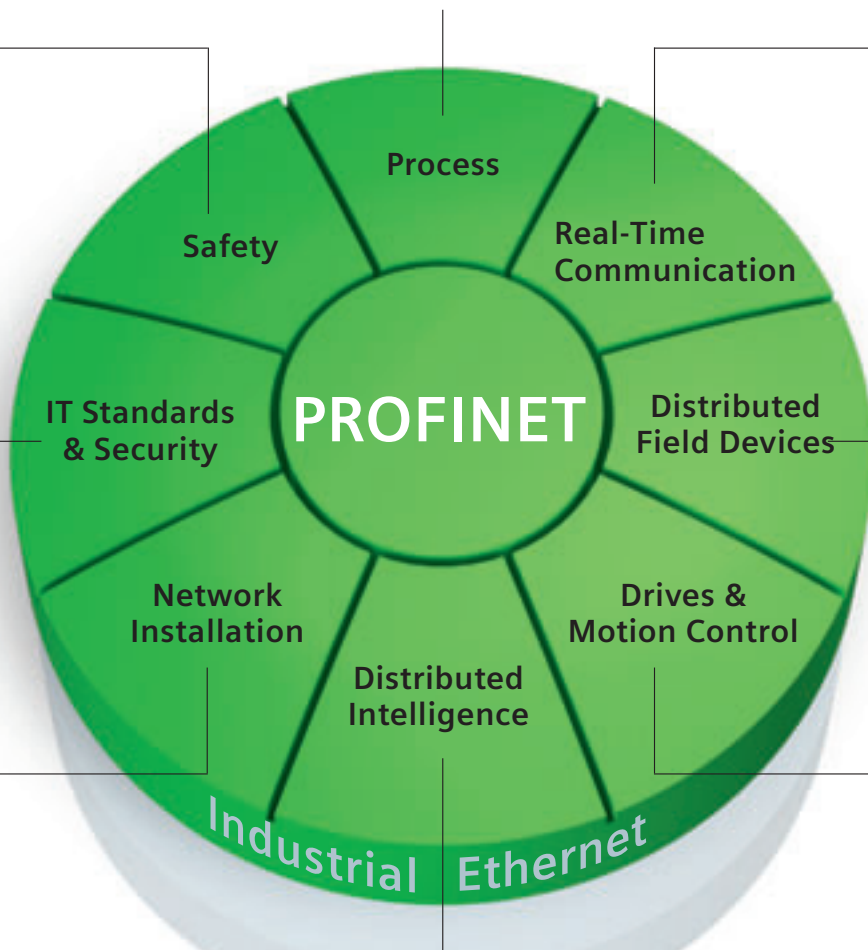 Process
Safety
Real-Time
Communication
IT Standards
& Security
PROFINET
Distributed
Field Devices
Network
Installation
Drives &
Motion Control
Distributed
Intelligence
Industrial Ethernet